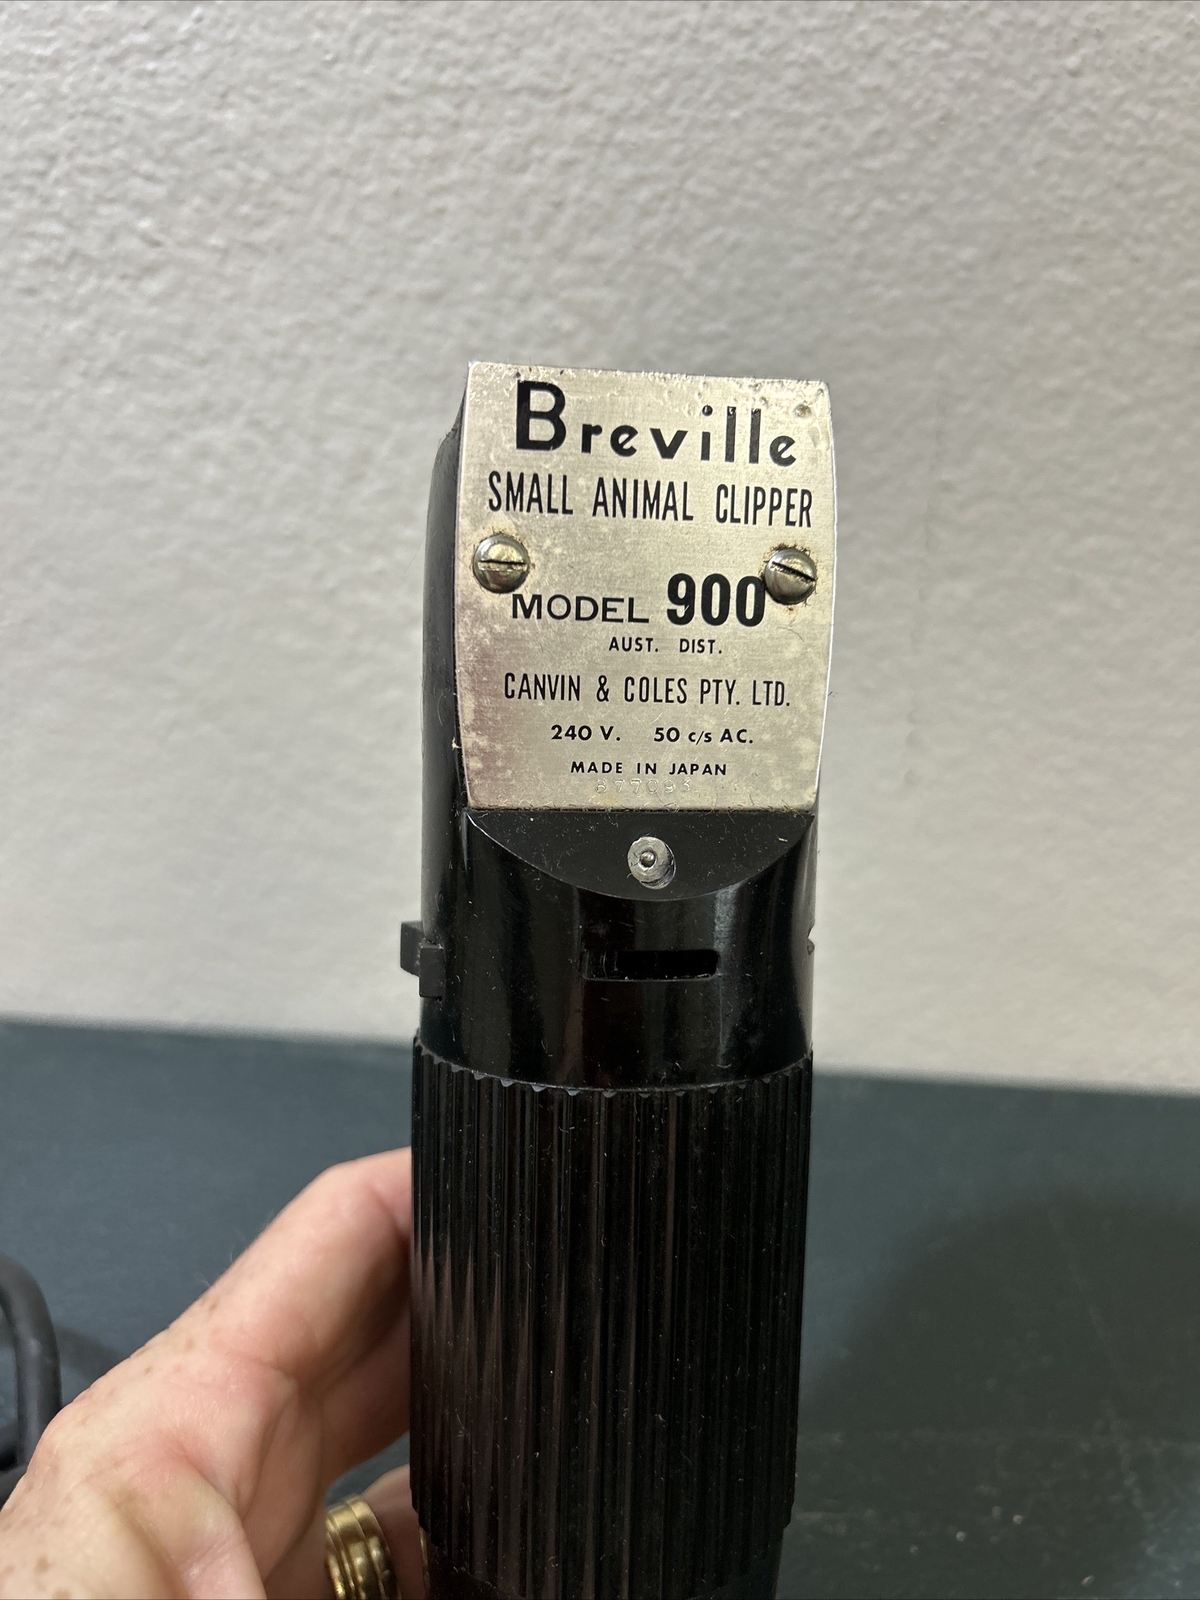 Breville
SMALL ANIMAL CLIPPER
MODEL 900
AUST. DIST.
CANVIN & COLES PTY. LTD.
240 V. 50 c/s AC.
MADE IN JAPAN